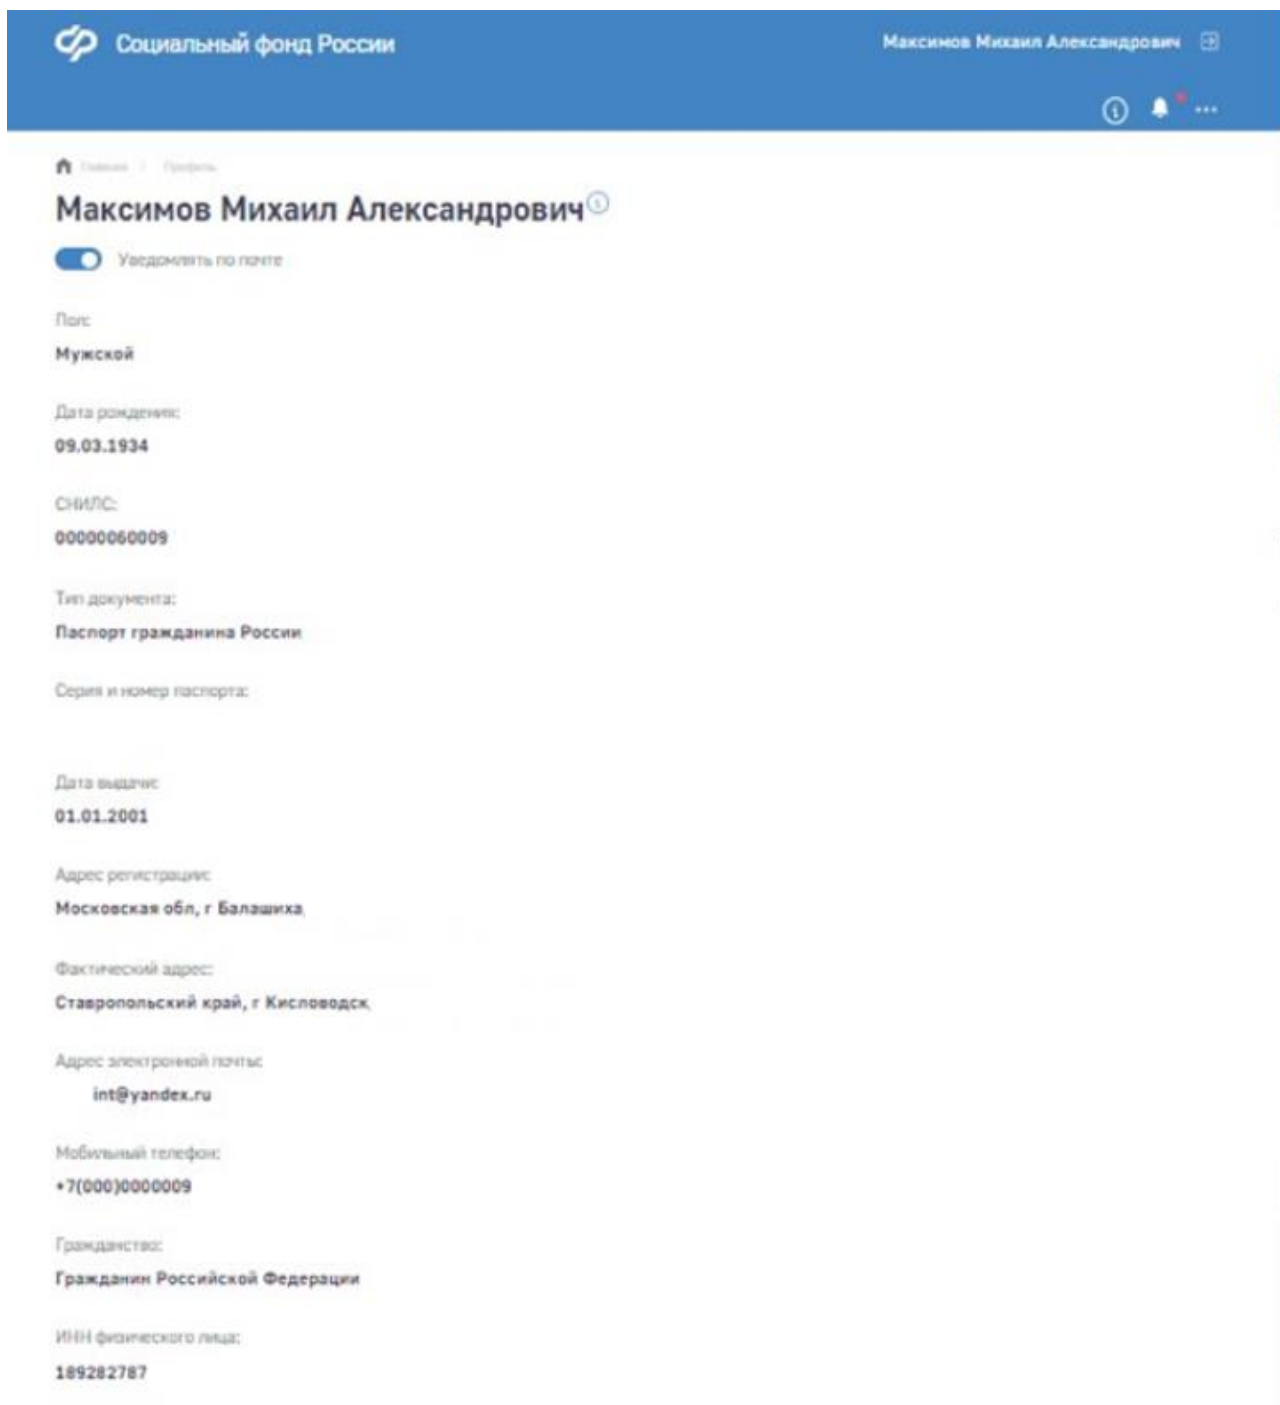 Социальный фонд России
Максимов Михаил Александрович
Главная
Профиль
Максимов Михаил Александрович
Уведомлять по почте
Пол:
Мужской
Дата рождения:
09.03.1934
СНИЛС:
00000060009
Тип документа:
Паспорт гражданина России
Серия и номер паспорта:
Дата выдачи:
01.01.2001
Адрес регистрации:
Московская обл, г Балашиха,
Фактический адрес:
Ставропольский край, г Кисловодск,
Адрес электронной почты:
int@yandex.ru
Мобильный телефон:
+7(000)0000009
Гражданство:
Гражданин Российской Федерации
ИНН физического лица:
189282787